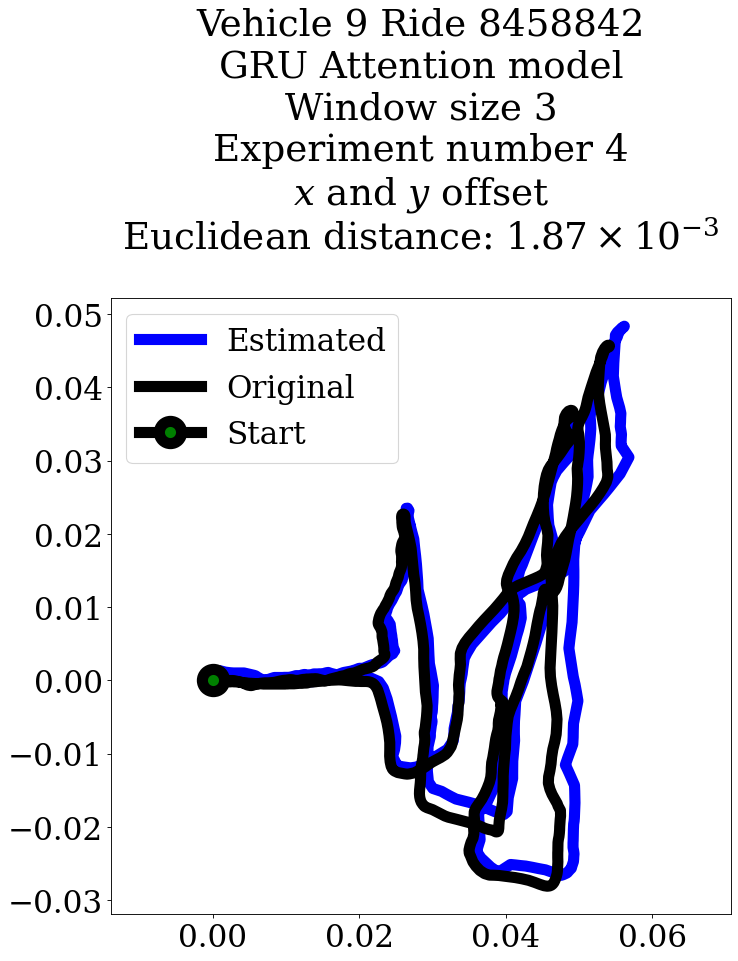 Vehicle 9 Ride 8458842
GRU Attention model
Window size 3
Experiment number 4
x and y offset
Euclidean distance: 1.87 × 10⁻³
0.05
0.04
0.03
0.02
0.01
0.00
−0.01
−0.02
−0.03
Estimated
Original
Start
0.00 0.02 0.04 0.06